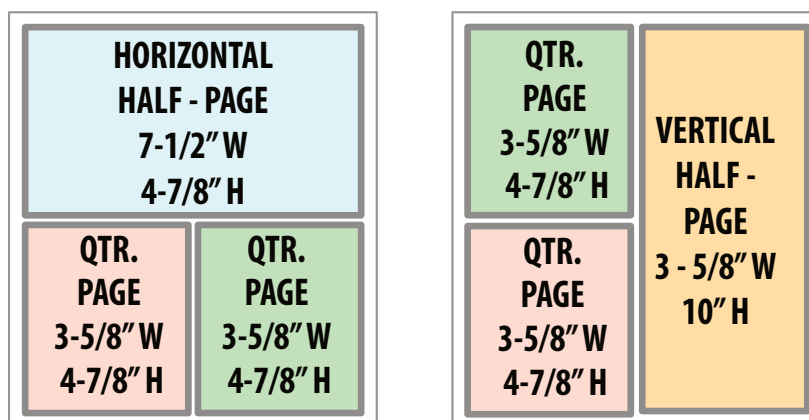 HORIZONTAL
HALF - PAGE
7-1/2” W
4-7/8” H
QTR.
PAGE
3-5/8” W
4-7/8” H
QTR.
PAGE
3-5/8” W
4-7/8” H
QTR.
PAGE
3-5/8” W
4-7/8” H
QTR.
PAGE
3-5/8” W
4-7/8” H
VERTICAL
HALF -
PAGE
3 - 5/8” W
10” H